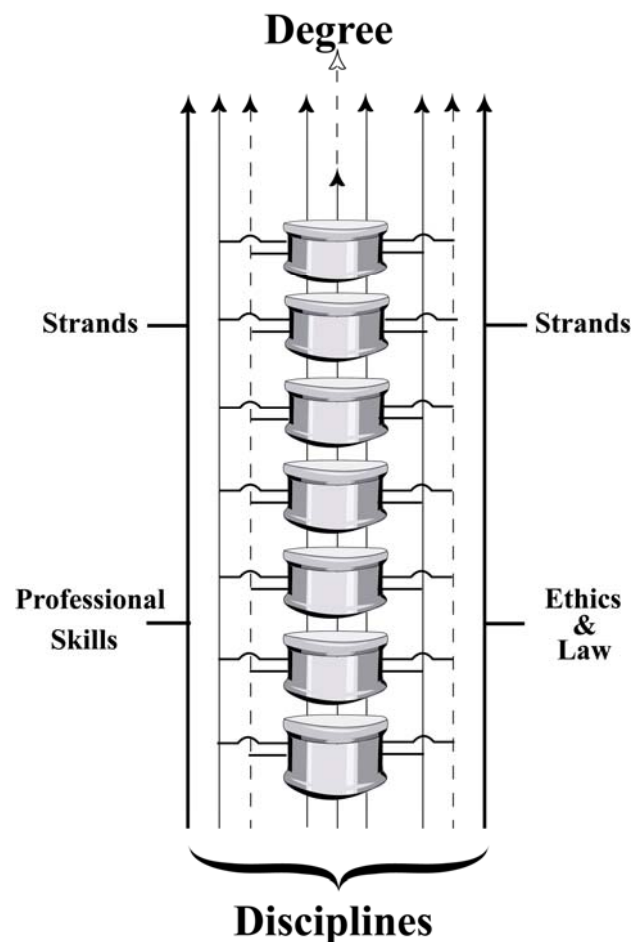 Degree
Strands
Strands
Professional
Skills
Ethics
&
Law
Disciplines